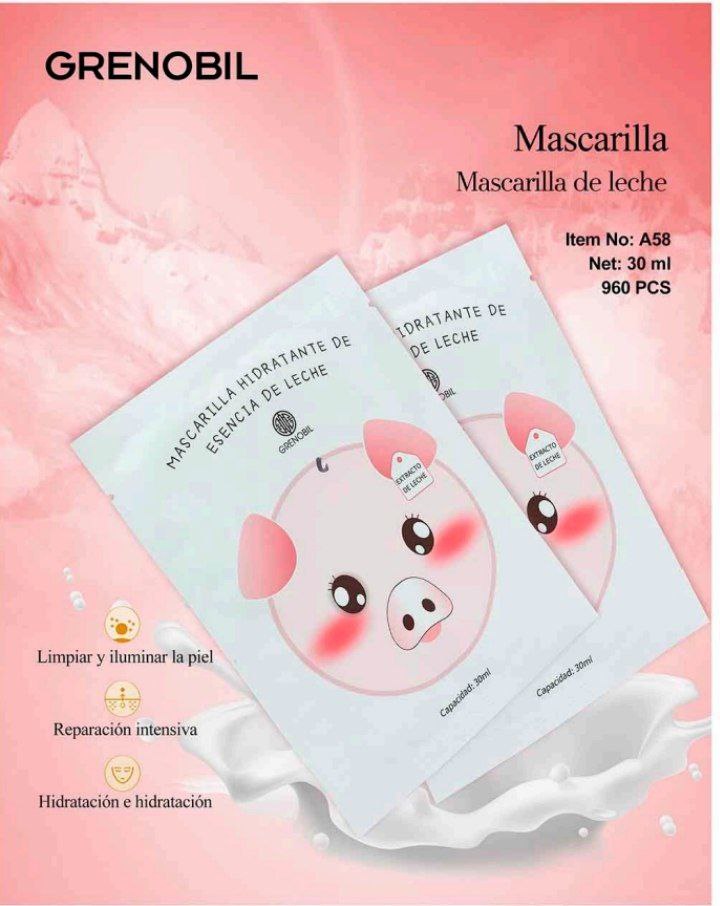 GRENOBIL
Mascarilla
Mascarilla de leche
Item No: A58
Net: 30 ml
960 PCS
MASCARILLA HIDRATANTE DE
ESENCIA DE LECHE
GRENOBIL
EXTRACTO
DE LECHE
Capacidad: 30ml
IDRATANTE DE
DE LECHE
OBIL
EXTRACTO
DE LECHE
Capacidad: 30ml
Limpiar y iluminar la piel
Reparación intensiva
Hidratación e hidratación